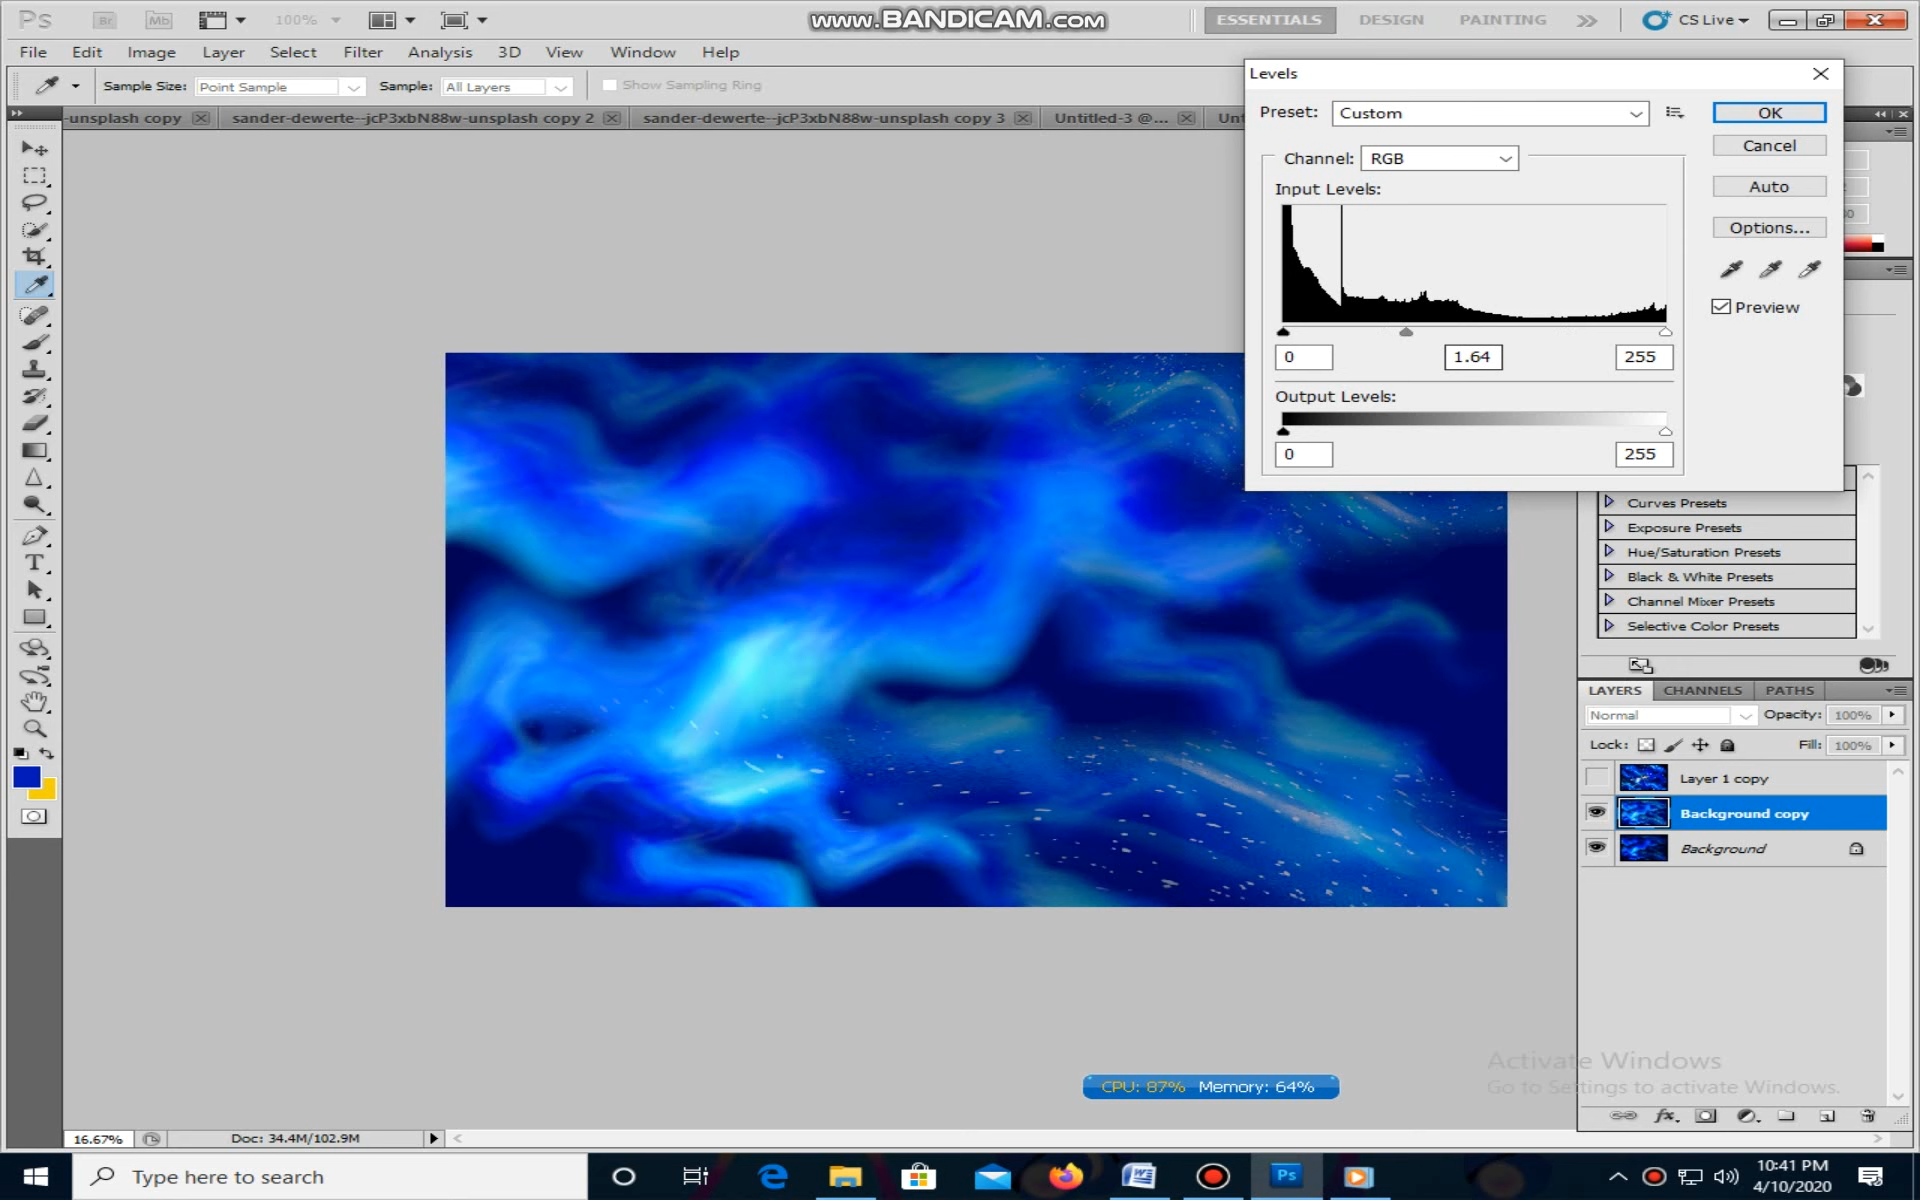 Ps Br Mb 100% www.BANDICAM.com ESSENTIALS DESIGN PAINTING CS Live
File Edit Image Layer Select Filter Analysis 3D View Window Help
Sample Size: Point Sample Sample: All Layers Show Sampling Ring
-unsplash copy sander-dewerte--jcP3xbN88w-unsplash copy 2 sander-dewerte--jcP3xbN88w-unsplash copy 3 Untitled-3 @... Unt
Levels
Preset: Custom OK
Cancel
Channel: RGB
Auto
Input Levels:
Options...
Preview
0 1.64 255
Output Levels:
0 255
Curves Presets
Exposure Presets
Hue/Saturation Presets
Black & White Presets
Channel Mixer Presets
Selective Color Presets
LAYERS CHANNELS PATHS
Normal Opacity: 100%
Lock: Fill: 100%
Layer 1 copy
Background copy
Background
Activate Windows
Go to Settings to activate Windows.
CPU: 87% Memory: 64%
16.67% Doc: 34.4M/102.9M
Type here to search
10:41 PM
4/10/2020